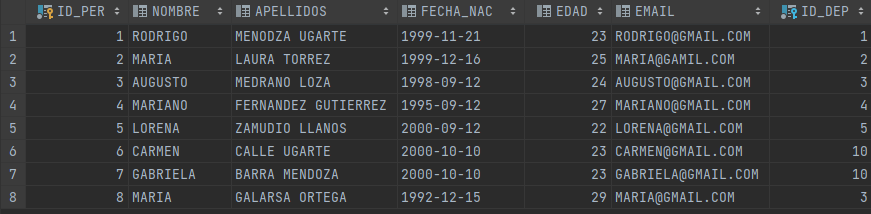 ID_PER NOMBRE APELLIDOS FECHA_NAC EDAD EMAIL ID_DEP
1 1 RODRIGO MENODZA UGARTE 1999-11-21 23 RODRIGO@GMAIL.COM 1
2 2 MARIA LAURA TORREZ 1999-12-16 25 MARIA@GAMIL.COM 2
3 3 AUGUSTO MEDRANO LOZA 1998-09-12 24 AUGUSTO@GMAIL.COM 3
4 4 MARIANO FERNANDEZ GUTIERREZ 1995-09-12 27 MARIANO@GMAIL.COM 4
5 5 LORENA ZAMUDIO LLANOS 2000-09-12 22 LORENA@GMAIL.COM 5
6 6 CARMEN CALLE UGARTE 2000-10-10 23 CARMEN@GMAIL.COM 10
7 7 GABRIELA BARRA MENDOZA 2000-10-10 23 GABRIELA@GMAIL.COM 10
8 8 MARIA GALARSA ORTEGA 1992-12-15 29 MARIA@GMAIL.COM 3